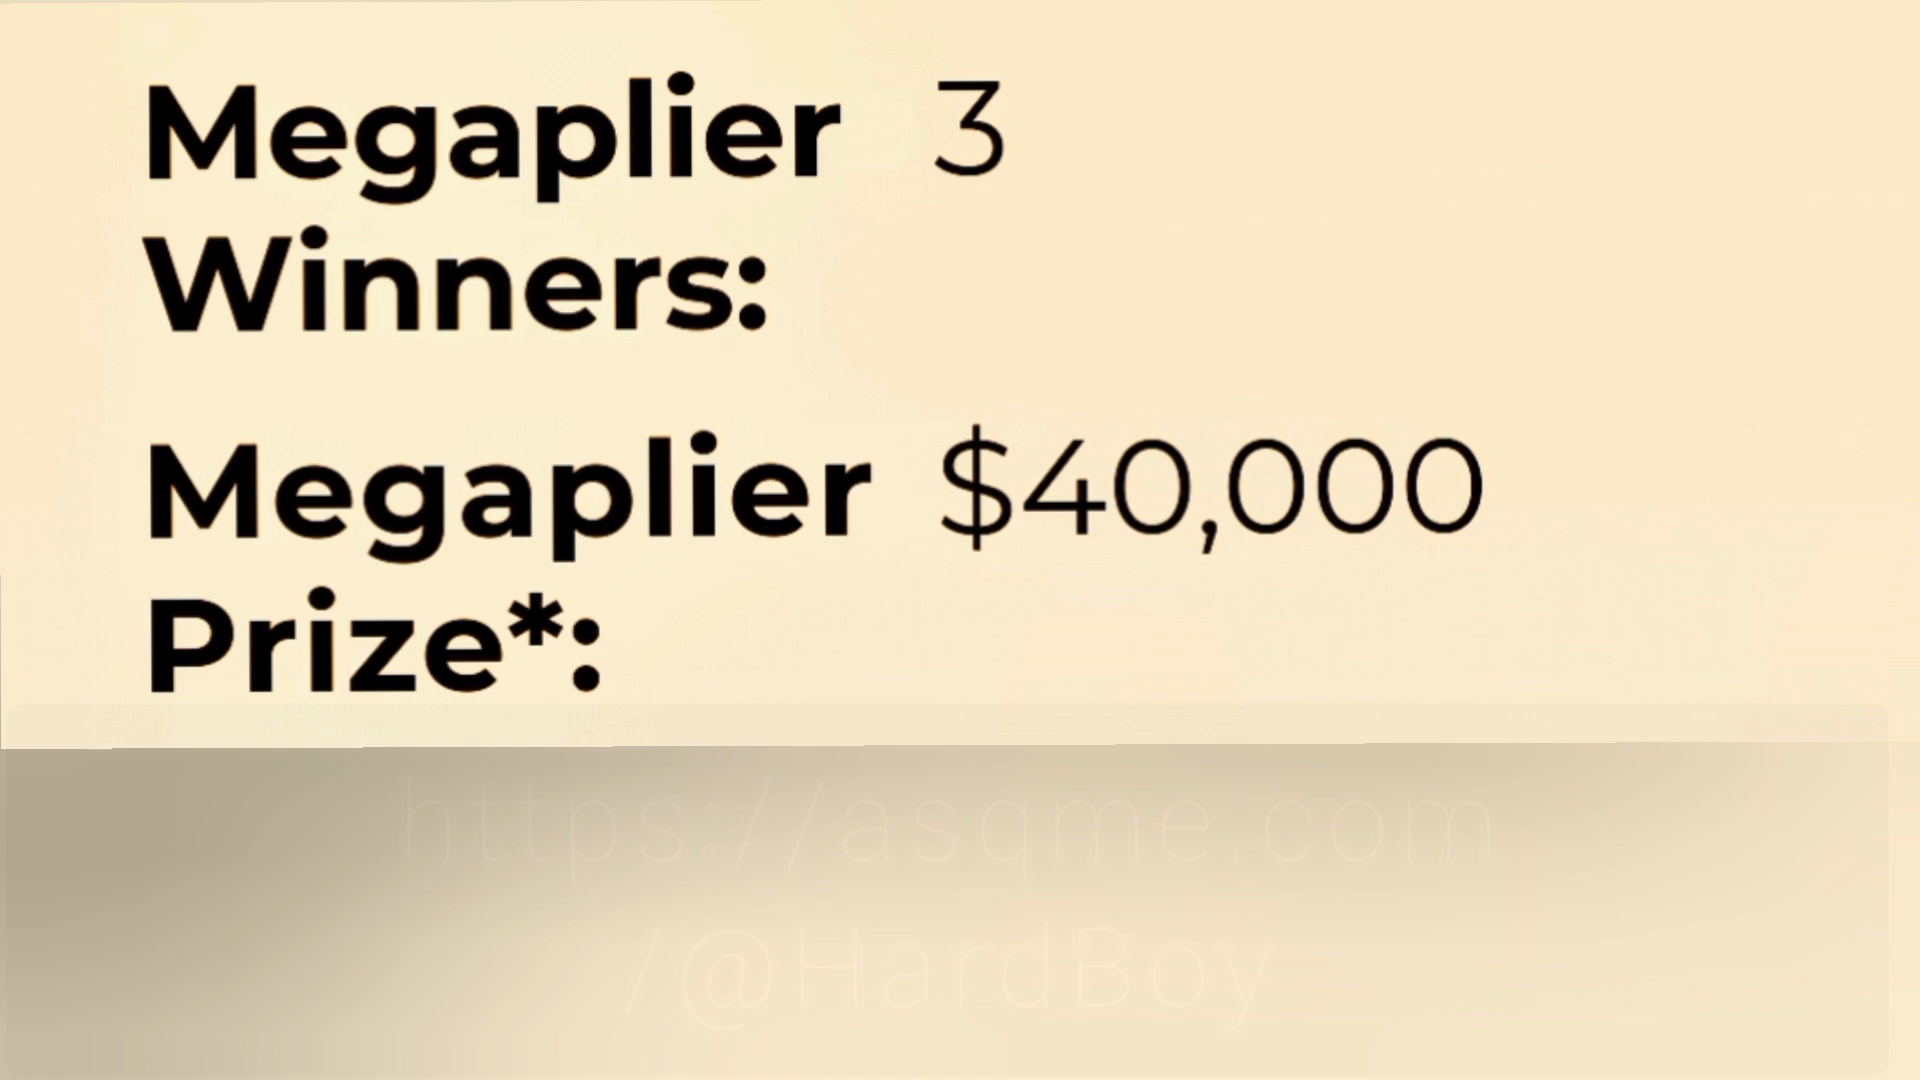 Megaplier 3
Winners:
Megaplier $40,000
Prize*:
https://asqme.com
/@HardBoy